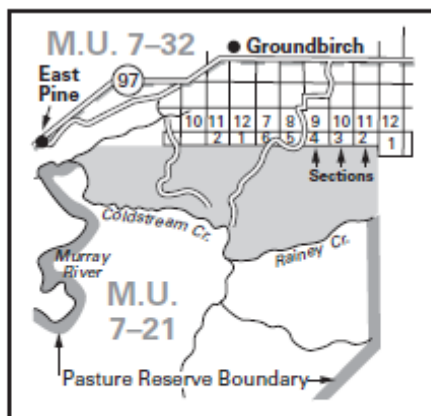 M.U. 7–32
Groundbirch
East
Pine
97
10 11 12 7 8 9 10 11 12
2 1 6 5 4 3 2 1
Sections
Coldstream Cr.
Rainey Cr.
Murray
River
M.U.
7–21
Pasture Reserve Boundary